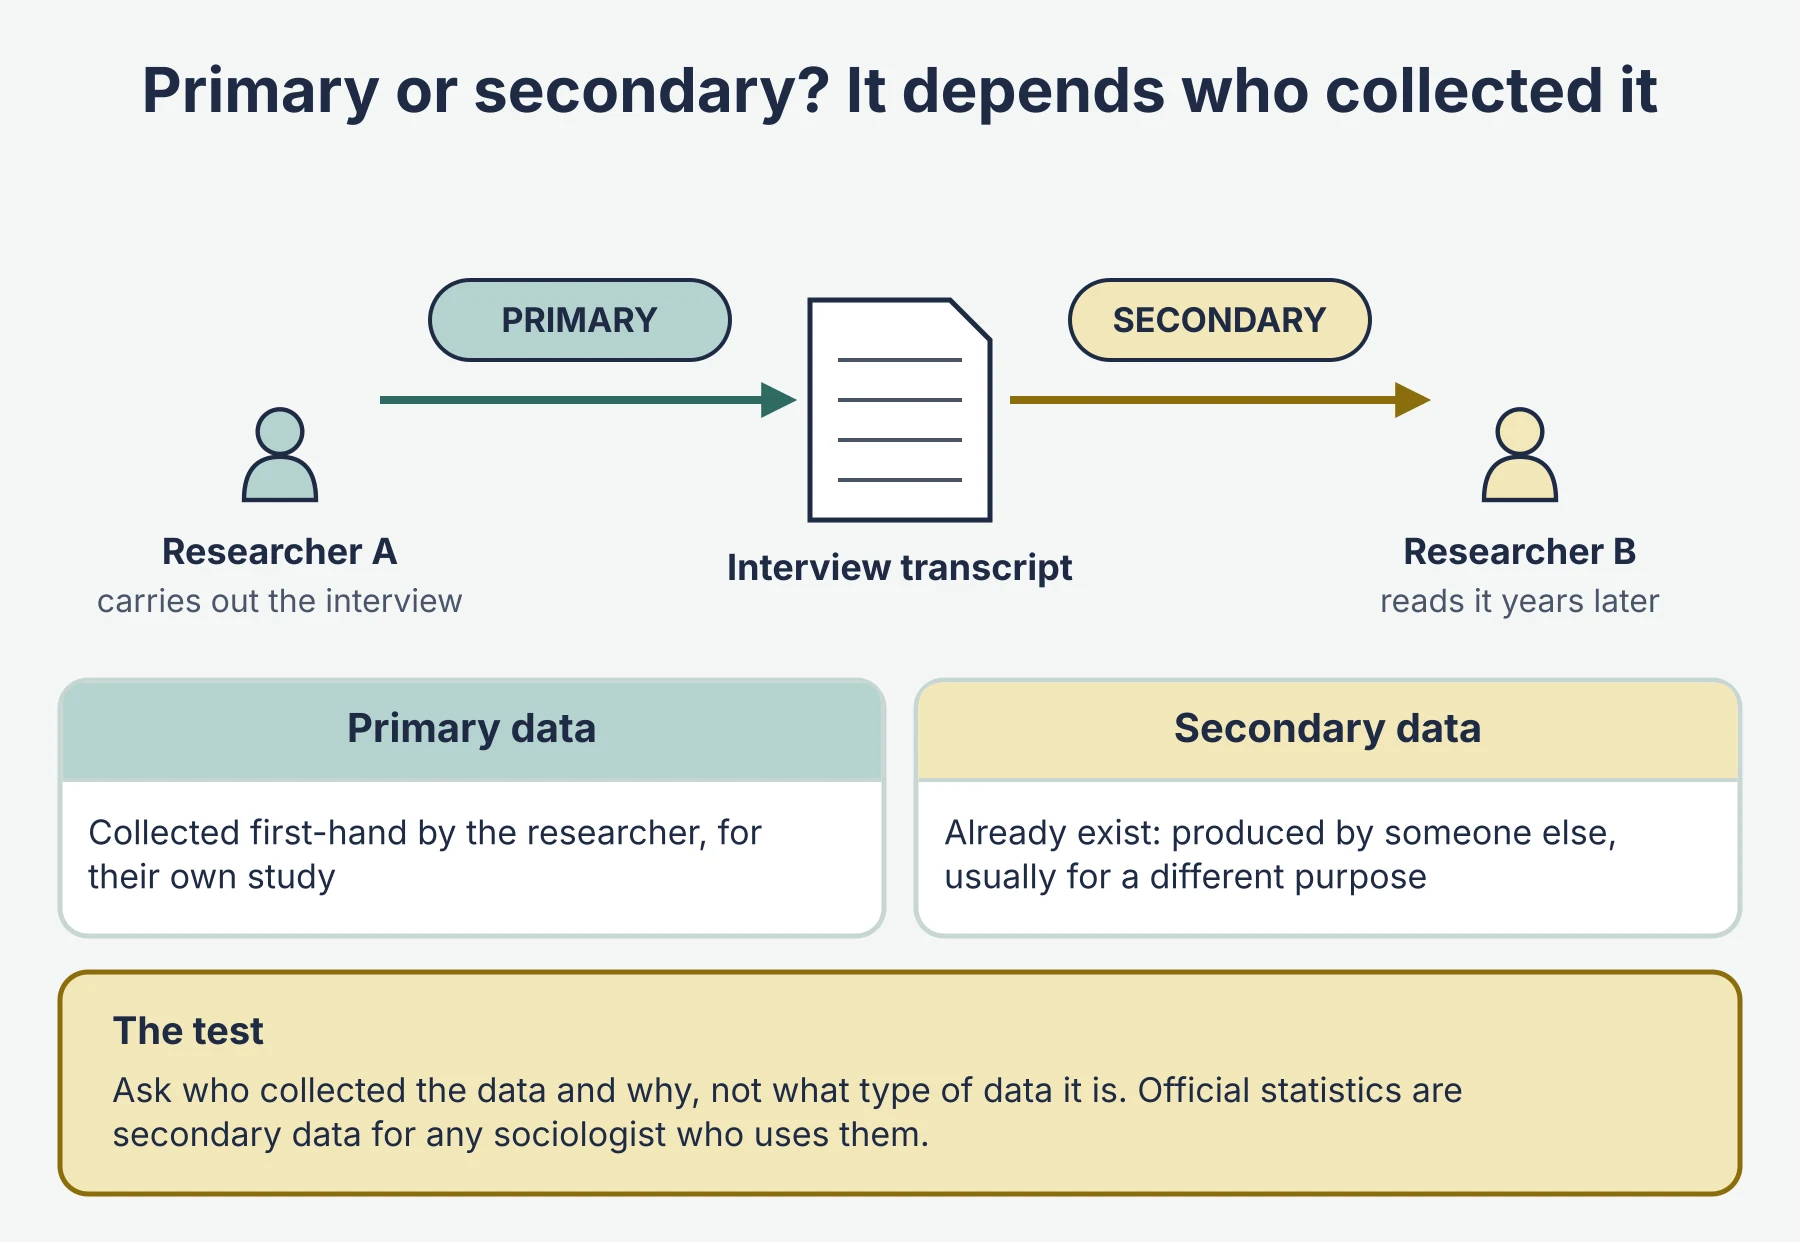 Primary or secondary? It depends who collected it
PRIMARY
SECONDARY
Researcher A
carries out the interview
Interview transcript
Researcher B
reads it years later
Primary data
Collected first-hand by the researcher, for
their own study
Secondary data
Already exist: produced by someone else,
usually for a different purpose
The test
Ask who collected the data and why, not what type of data it is. Official statistics are
secondary data for any sociologist who uses them.